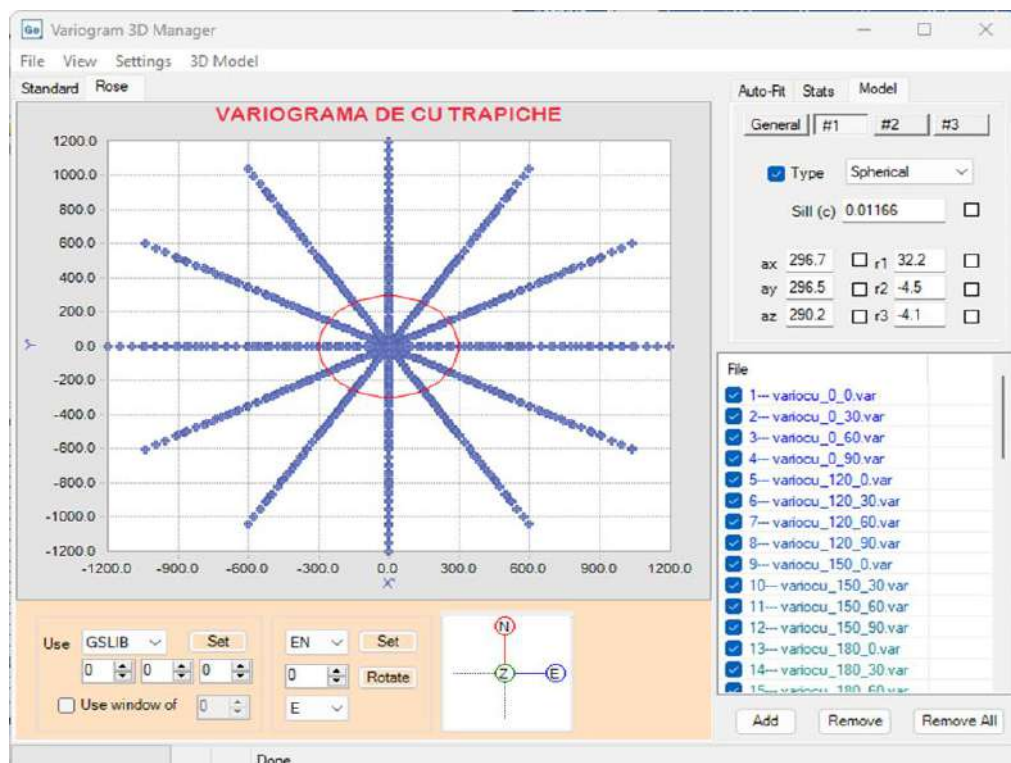 Variogram 3D Manager
File View Settings 3D Model
Standard Rose
VARIOGRAMA DE CU TRAPICHE
1200.0
1000.0
800.0
600.0
400.0
200.0
0.0
-200.0
-400.0
-600.0
-800.0
-1000.0
-1200.0
-1200.0 -900.0 -600.0 -300.0 0.0 300.0 600.0 900.0 1200.0
Y
X
Auto-Fit Stats Model
General #1 #2 #3
Type Spherical
Sill (c) 0.01166
ax 296.7 r1 32.2
ay 296.5 r2 -4.5
az 290.2 r3 -4.1
File
1--- variocu_0_0.var
2--- variocu_0_30.var
3--- variocu_0_60.var
4--- variocu_0_90.var
5--- variocu_120_0.var
6--- variocu_120_30.var
7--- variocu_120_60.var
8--- variocu_120_90.var
9--- variocu_150_0.var
10--- variocu_150_30.var
11--- variocu_150_60.var
12--- variocu_150_90.var
13--- variocu_180_0.var
14--- variocu_180_30.var
15--- variocu_180_60.var
Add Remove Remove All
Use GSLIB Set
0 0 0
Use window of 0
EN Set
0 Rotate
E
N
Z E
Done